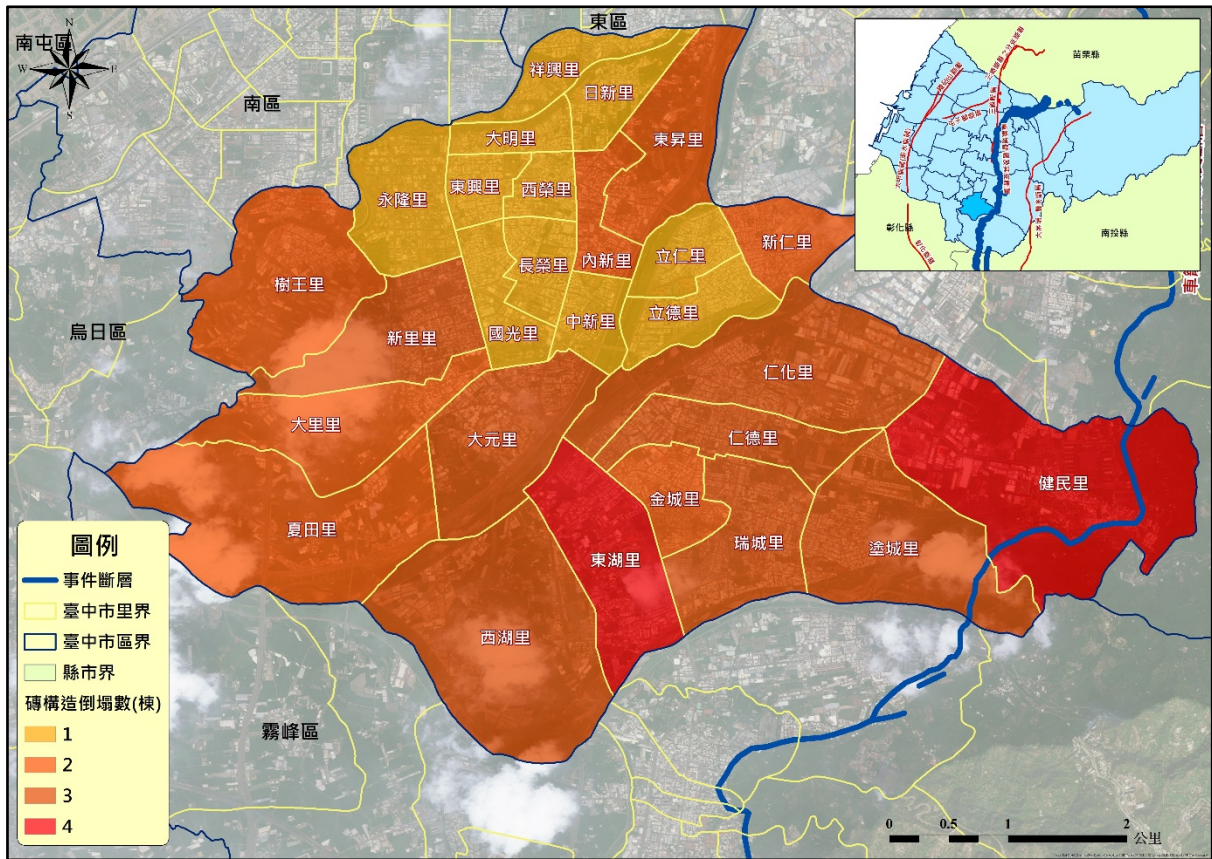 N
W
E
S
南屯區
南區
東區
烏日區
霧峰區
祥興里
日新里
大明里
東昇里
東興里
西榮里
永隆里
長榮里
內新里
立仁里
新仁里
樹王里
國光里
中新里
立德里
新里里
仁化里
大里里
大元里
仁德里
健民里
金城里
夏田里
東湖里
瑞城里
塗城里
西湖里
苗栗縣
彰化縣
南投縣
圖例
事件斷層
臺中市里界
臺中市區界
縣市界
磚構造倒塌數(棟)
1
2
3
4
0 0.5 1 2
公里